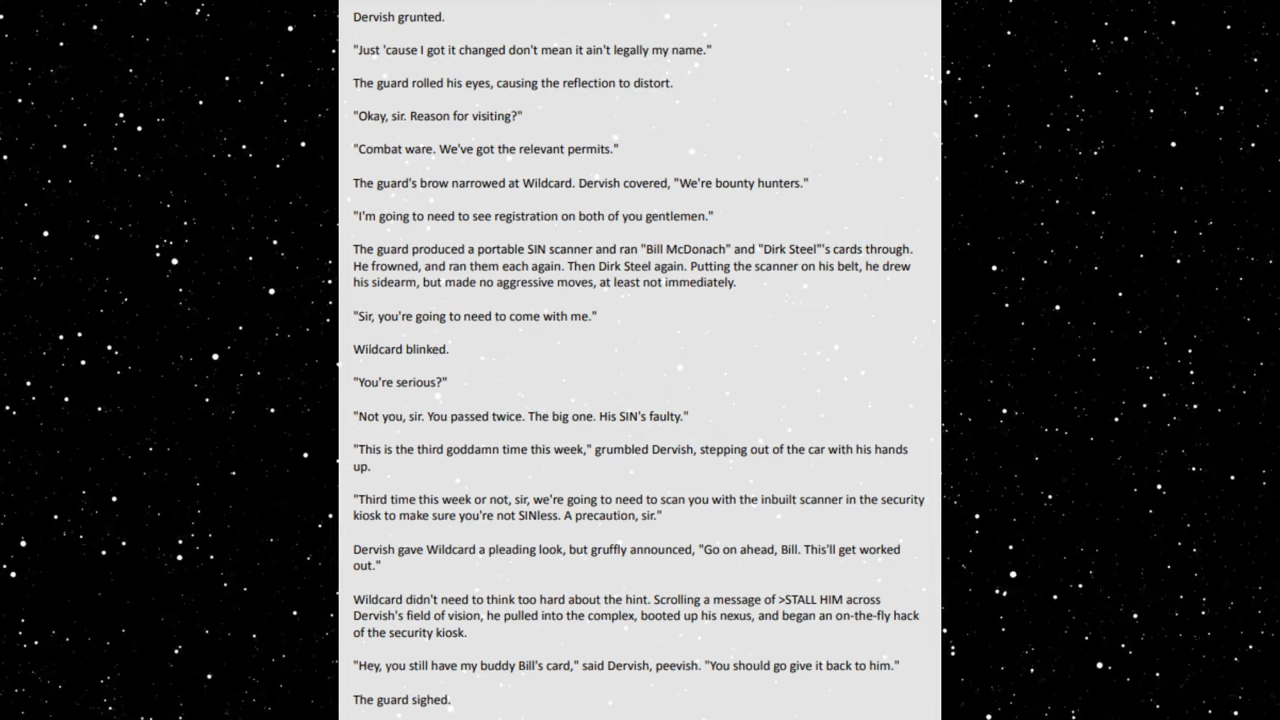 Dervish grunted.
"Just 'cause I got it changed don't mean it ain't legally my name."
The guard rolled his eyes, causing the reflection to distort.
"Okay, sir. Reason for visiting?"
"Combat ware. We've got the relevant permits."
The guard's brow narrowed at Wildcard. Dervish covered, "We're bounty hunters."
"I'm going to need to see registration on both of you gentlemen."
The guard produced a portable SIN scanner and ran "Bill McDonach" and "Dirk Steel"'s cards through.
He frowned, and ran them each again. Then Dirk Steel again. Putting the scanner on his belt, he drew
his sidearm, but made no aggressive moves, at least not immediately.
"Sir, you're going to need to come with me."
Wildcard blinked.
"You're serious?"
"Not you, sir. You passed twice. The big one. His SIN's faulty."
"This is the third goddamn time this week," grumbled Dervish, stepping out of the car with his hands
up.
"Third time this week or not, sir, we're going to need to scan you with the inbuilt scanner in the security
kiosk to make sure you're not SINless. A precaution, sir."
Dervish gave Wildcard a pleading look, but gruffly announced, "Go on ahead, Bill. This'll get worked
out."
Wildcard didn't need to think too hard about the hint. Scrolling a message of >STALL HIM across
Dervish's field of vision, he pulled into the complex, booted up his nexus, and began an on-the-fly hack
of the security kiosk.
"Hey, you still have my buddy Bill's card," said Dervish, peevish. "You should go give it back to him."
The guard sighed.